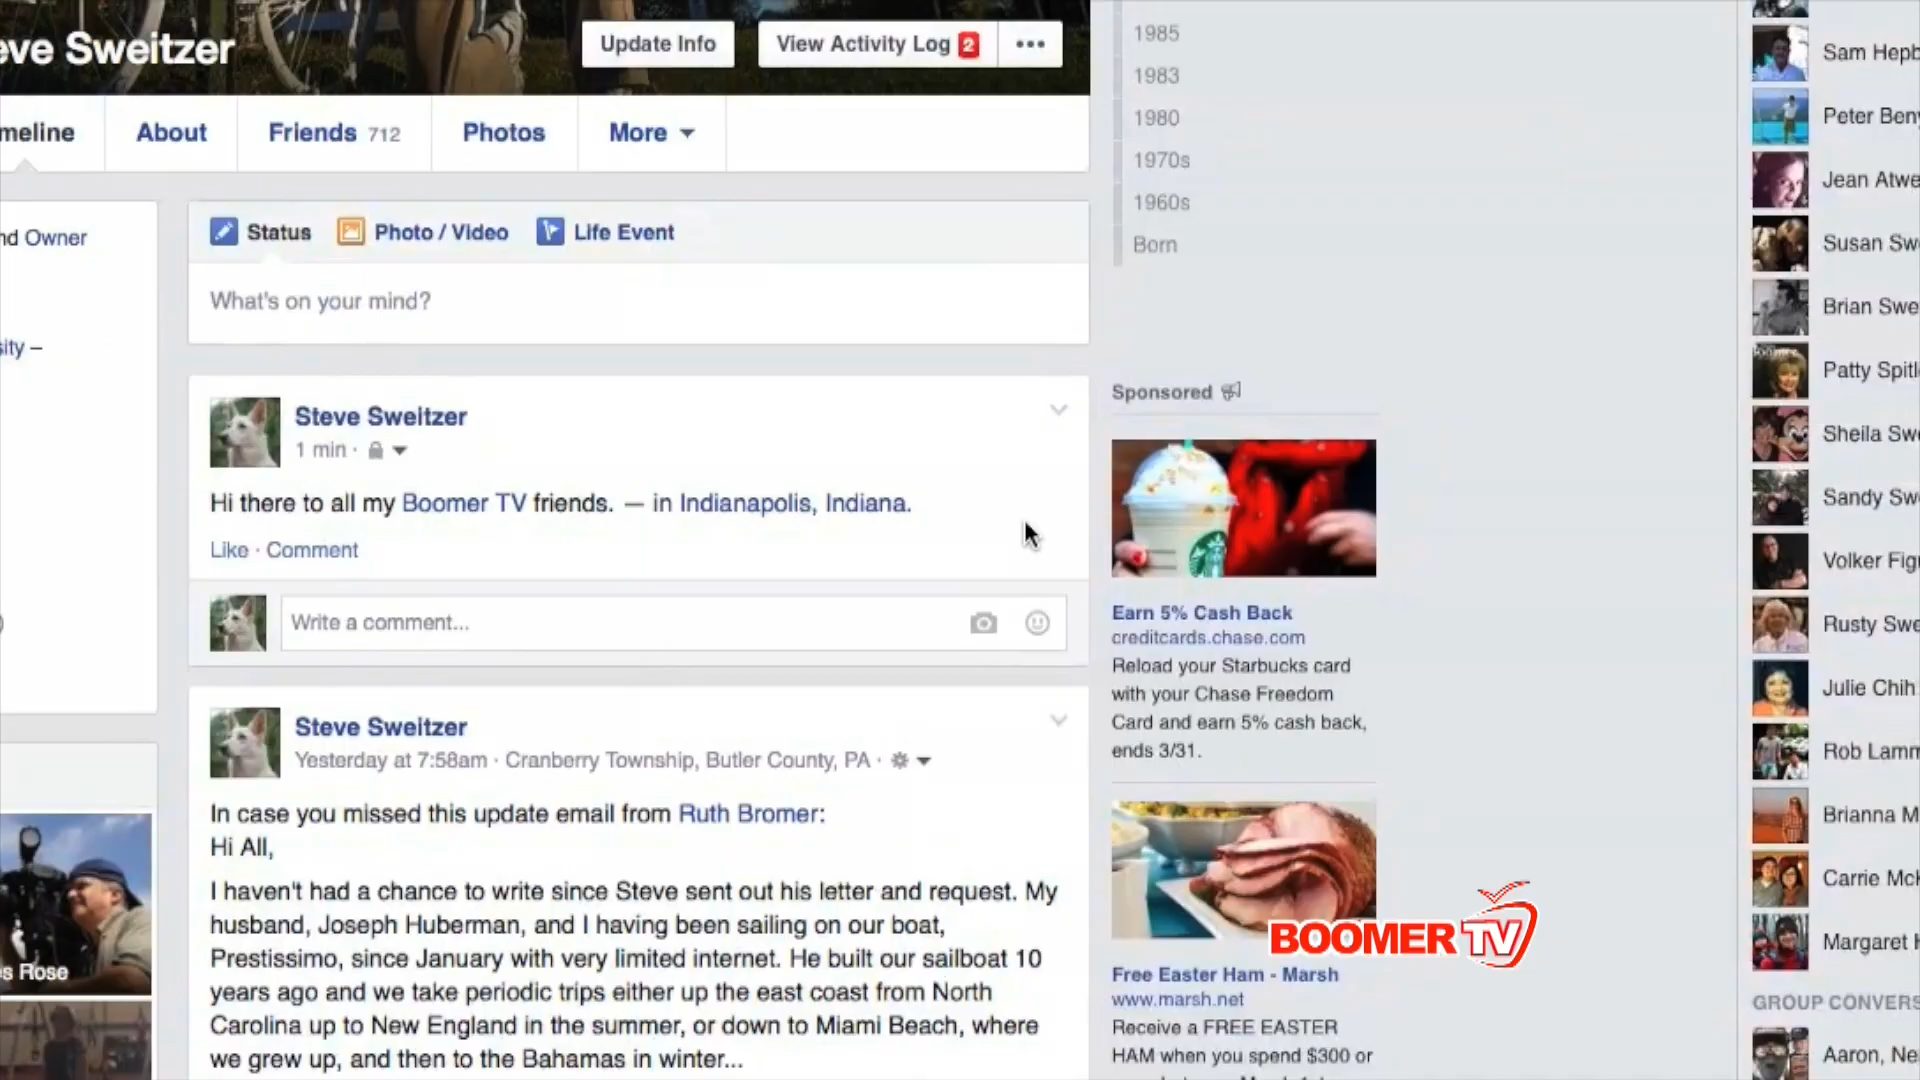 eve Sweitzer
Update Info
View Activity Log 2
meline
About
Friends 712
Photos
More
nd Owner
sity –
Status
Photo / Video
Life Event
What's on your mind?
Steve Sweitzer
1 min ·
Hi there to all my Boomer TV friends. — in Indianapolis, Indiana.
Like · Comment
Write a comment...
Steve Sweitzer
Yesterday at 7:58am · Cranberry Township, Butler County, PA ·
In case you missed this update email from Ruth Bromer:
Hi All,
I haven't had a chance to write since Steve sent out his letter and request. My
husband, Joseph Huberman, and I having been sailing on our boat,
Prestissimo, since January with very limited internet. He built our sailboat 10
years ago and we take periodic trips either up the east coast from North
Carolina up to New England in the summer, or down to Miami Beach, where
we grew up, and then to the Bahamas in winter...
s Rose
1985
1983
1980
1970s
1960s
Born
Sponsored
Earn 5% Cash Back
creditcards.chase.com
Reload your Starbucks card
with your Chase Freedom
Card and earn 5% cash back,
ends 3/31.
BOOMER TV
Free Easter Ham - Marsh
www.marsh.net
Receive a FREE EASTER
HAM when you spend $300 or
Sam Hepb
Peter Beny
Jean Atwe
Susan Swe
Brian Swe
Patty Spitl
Sheila Swe
Sandy Swe
Volker Figu
Rusty Swe
Julie Chih
Rob Lamm
Brianna M
Carrie McK
Margaret H
GROUP CONVERS
Aaron, Ne